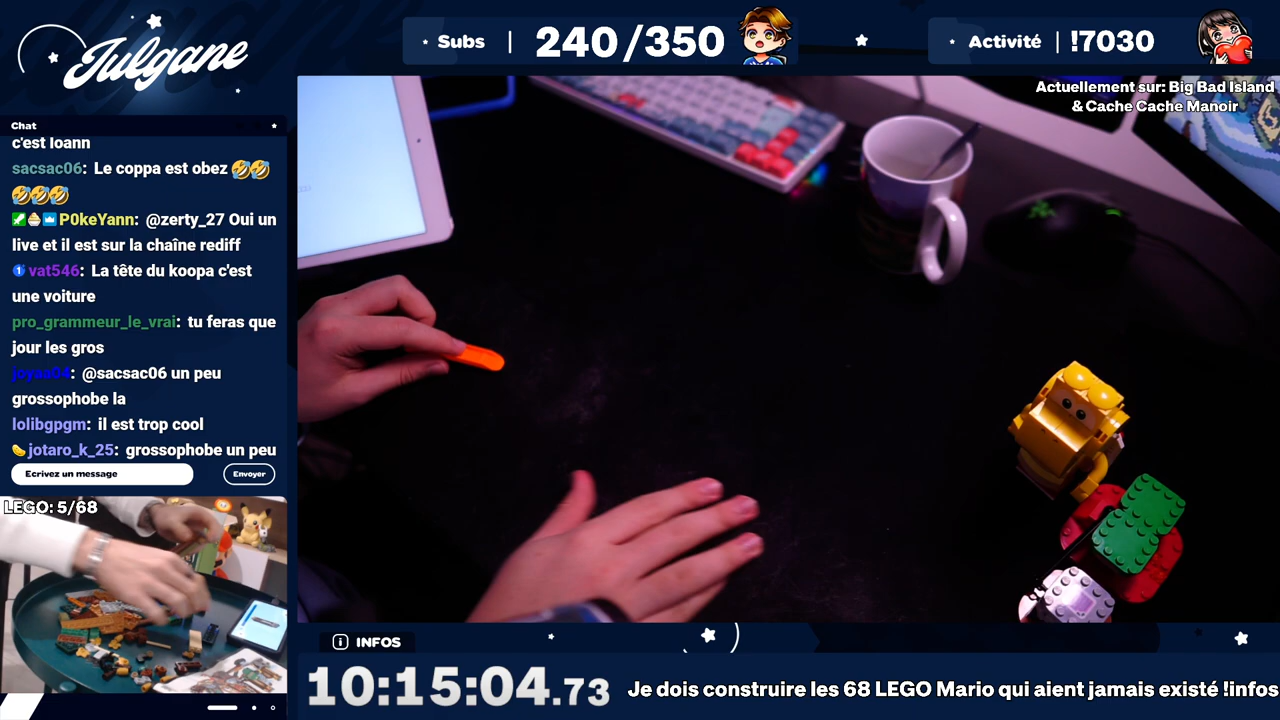 Julgane
Subs | 240/350
Activité | !7030
Actuellement sur: Big Bad Island
& Cache Cache Manoir
Chat
c'est loann
sacsac06: Le coppa est obez 🤣🤣
🤣🤣🤣
P0keYann: @zerty_27 Oui un
live et il est sur la chaîne rediff
1 vat546: La tête du koopa c'est
une voiture
pro_grammeur_le_vrai: tu feras que
jour les gros
joyaa04: @sacsac06 un peu
grossophobe la
lolibgpgm: il est trop cool
jotaro_k_25: grossophobe un peu
Ecrivez un message
Envoyer
LEGO: 5/68
INFOS
10:15:04.73
Je dois construire les 68 LEGO Mario qui aient jamais existé !infos